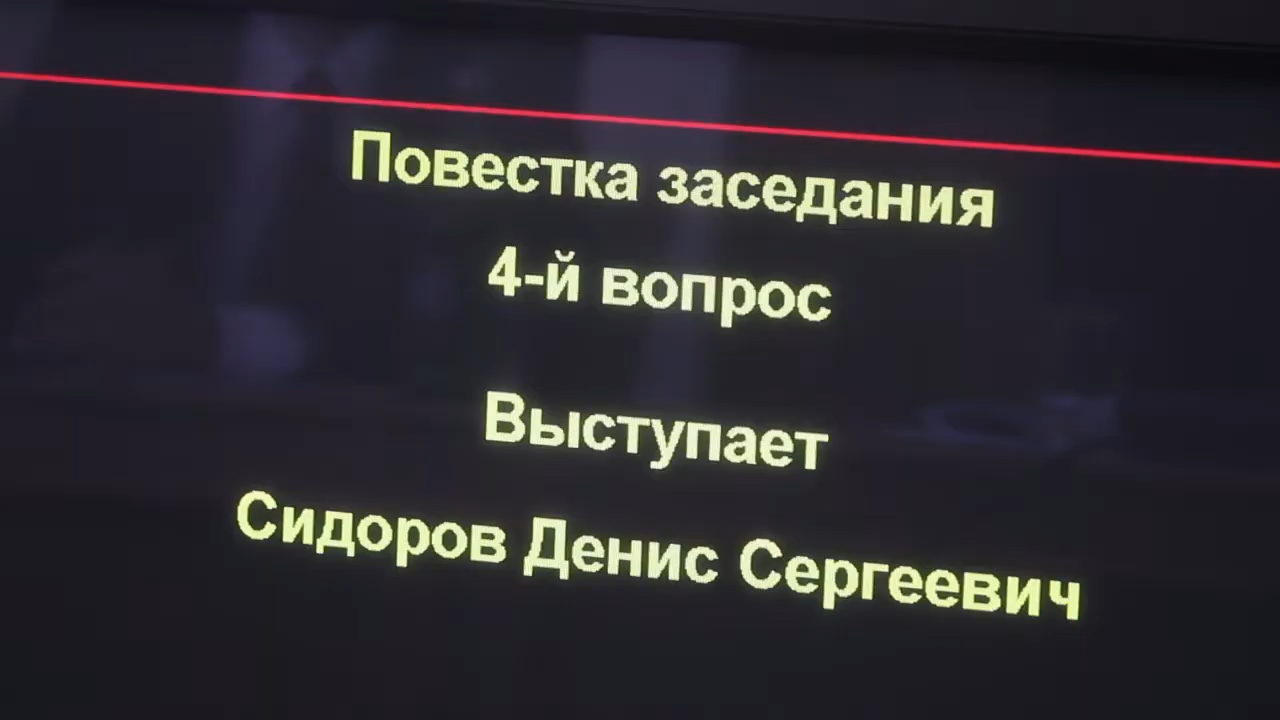 Повестка заседания
4-й вопрос
Выступает
Сидоров Денис Сергеевич